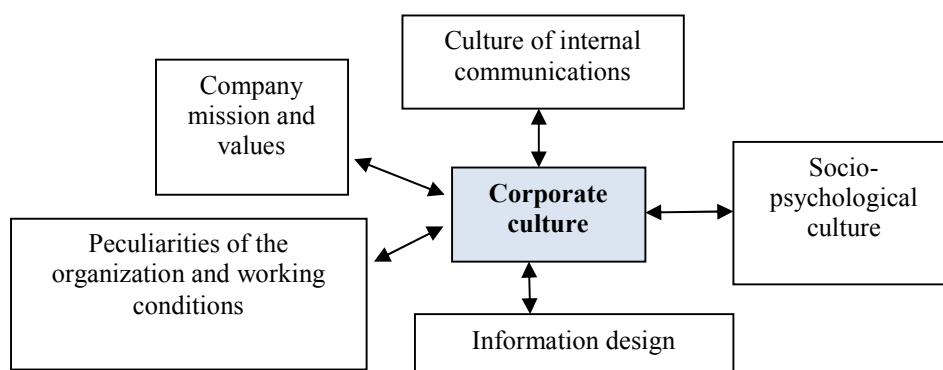 Culture of internal
communications
Company
mission and
values
Corporate
culture
Socio-
psychological
culture
Peculiarities of the
organization and working
conditions
Information design